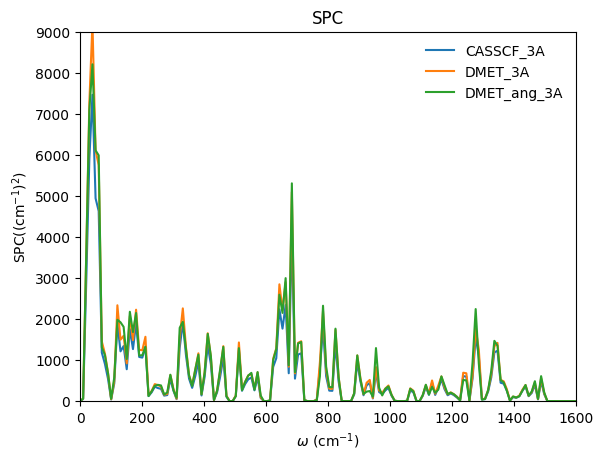 SPC
9000
8000
7000
6000
5000
4000
3000
2000
1000
0
SPC((cm⁻¹)²)
CASSCF_3A
DMET_3A
DMET_ang_3A
0 200 400 600 800 1000 1200 1400 1600
ω (cm⁻¹)